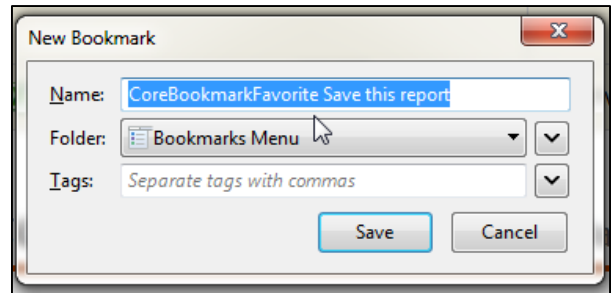 New Bookmark
Name: CoreBookmarkFavorite Save this report
Folder: Bookmarks Menu
Tags: Separate tags with commas
Save Cancel